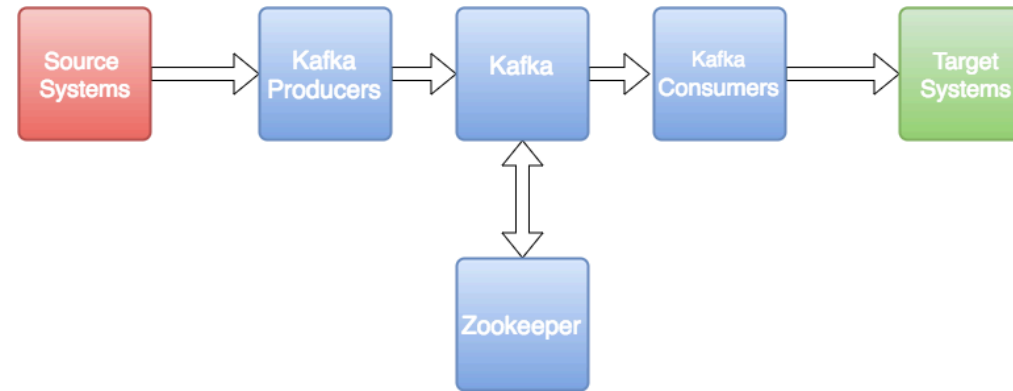 Source
Systems
Kafka
Producers
Kafka
Kafka
Consumers
Target
Systems
Zookeeper